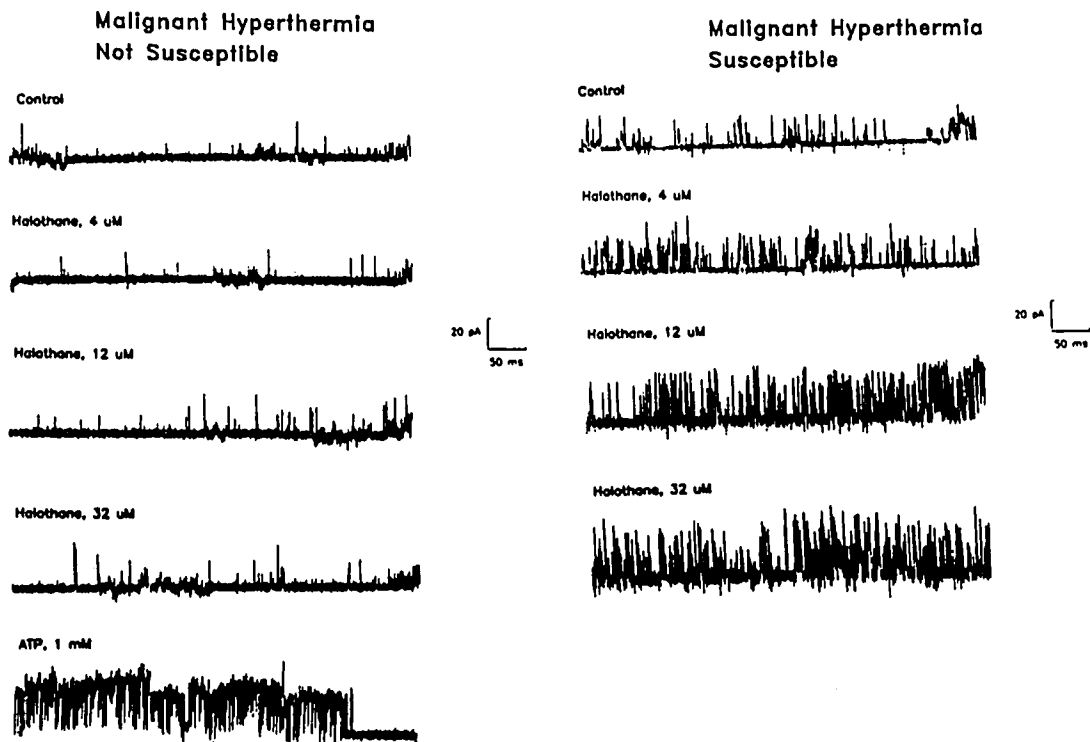 Malignant Hyperthermia
Not Susceptible
Control
Halothane, 4 uM
20 pA
50 ms
Halothane, 12 uM
Halothane, 32 uM
ATP, 1 mM
Malignant Hyperthermia
Susceptible
Control
Halothane, 4 uM
20 pA
50 ms
Halothane, 12 uM
Halothane, 32 uM